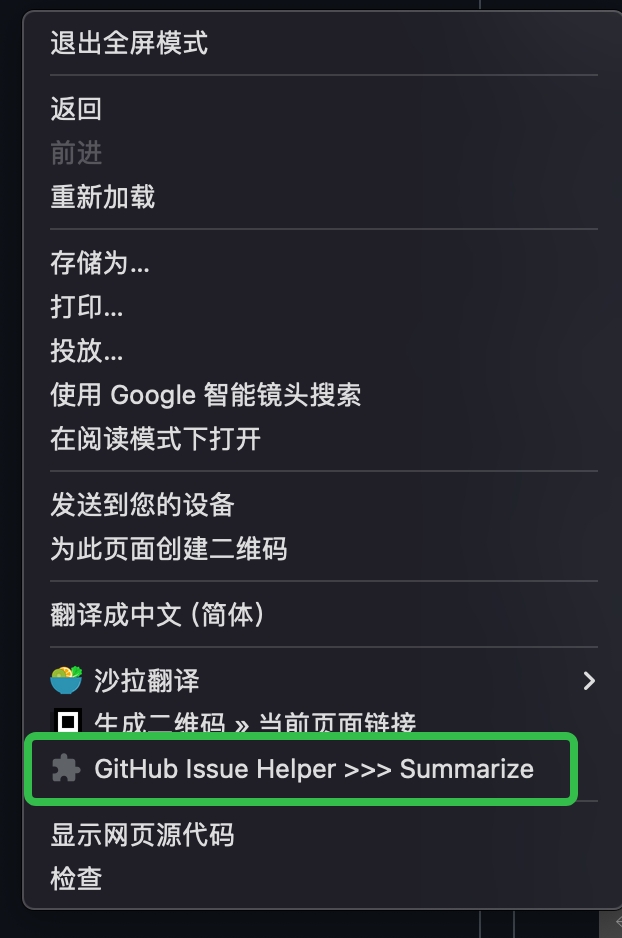 退出全屏模式
返回
前进
重新加载
存储为...
打印...
投放...
使用 Google 智能镜头搜索
在阅读模式下打开
发送到您的设备
为此页面创建二维码
翻译成中文 (简体)
沙拉翻译
生成二维码 » 当前页面链接
GitHub Issue Helper >>> Summarize
显示网页源代码
检查